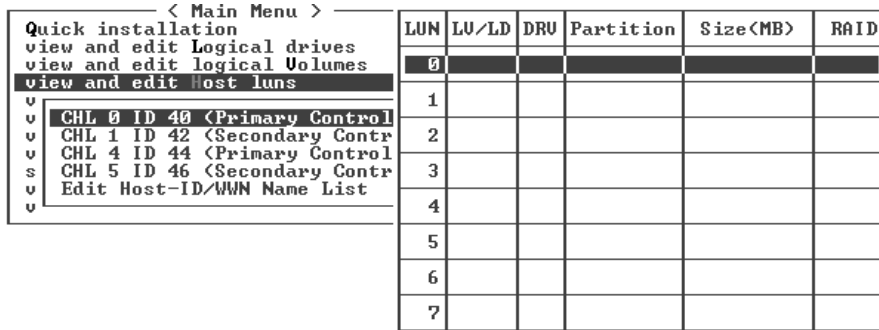 < Main Menu >
Quick installation
view and edit Logical drives
view and edit logical Volumes
view and edit Host luns
v
v
v
v
s
v
v
CHL 0 ID 40 (Primary Control
CHL 1 ID 42 (Secondary Contr
CHL 4 ID 44 (Primary Control
CHL 5 ID 46 (Secondary Contr
Edit Host-ID/WWN Name List
LUN LV/LD DRV Partition Size(MB) RAID
0
1
2
3
4
5
6
7